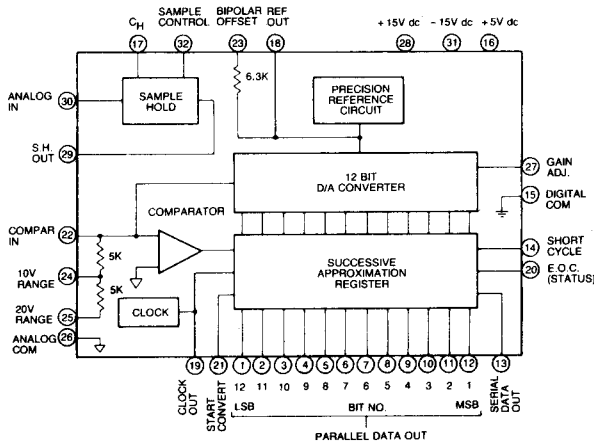 C_H
SAMPLE CONTROL
BIPOLAR OFFSET
REF OUT
+ 15V dc
- 15V dc
+ 5V dc
17
32
23
18
28
31
16
6.3K
ANALOG IN
30
SAMPLE HOLD
PRECISION REFERENCE CIRCUIT
S.H. OUT
29
12 BIT D/A CONVERTER
27
GAIN ADJ.
15
DIGITAL COM
COMPAR IN
22
COMPARATOR
5K
SUCCESSIVE APPROXIMATION REGISTER
14
SHORT CYCLE
20
E.O.C. (STATUS)
10V RANGE
24
5K
20V RANGE
25
CLOCK
ANALOG COM
26
19 21 1 2 3 4 5 6 7 8 9 10 11 12 13
CLOCK OUT
START CONVERT
12 11 10 9 8 7 6 5 4 3 2 1
SERIAL DATA OUT
LSB BIT NO. MSB
PARALLEL DATA OUT